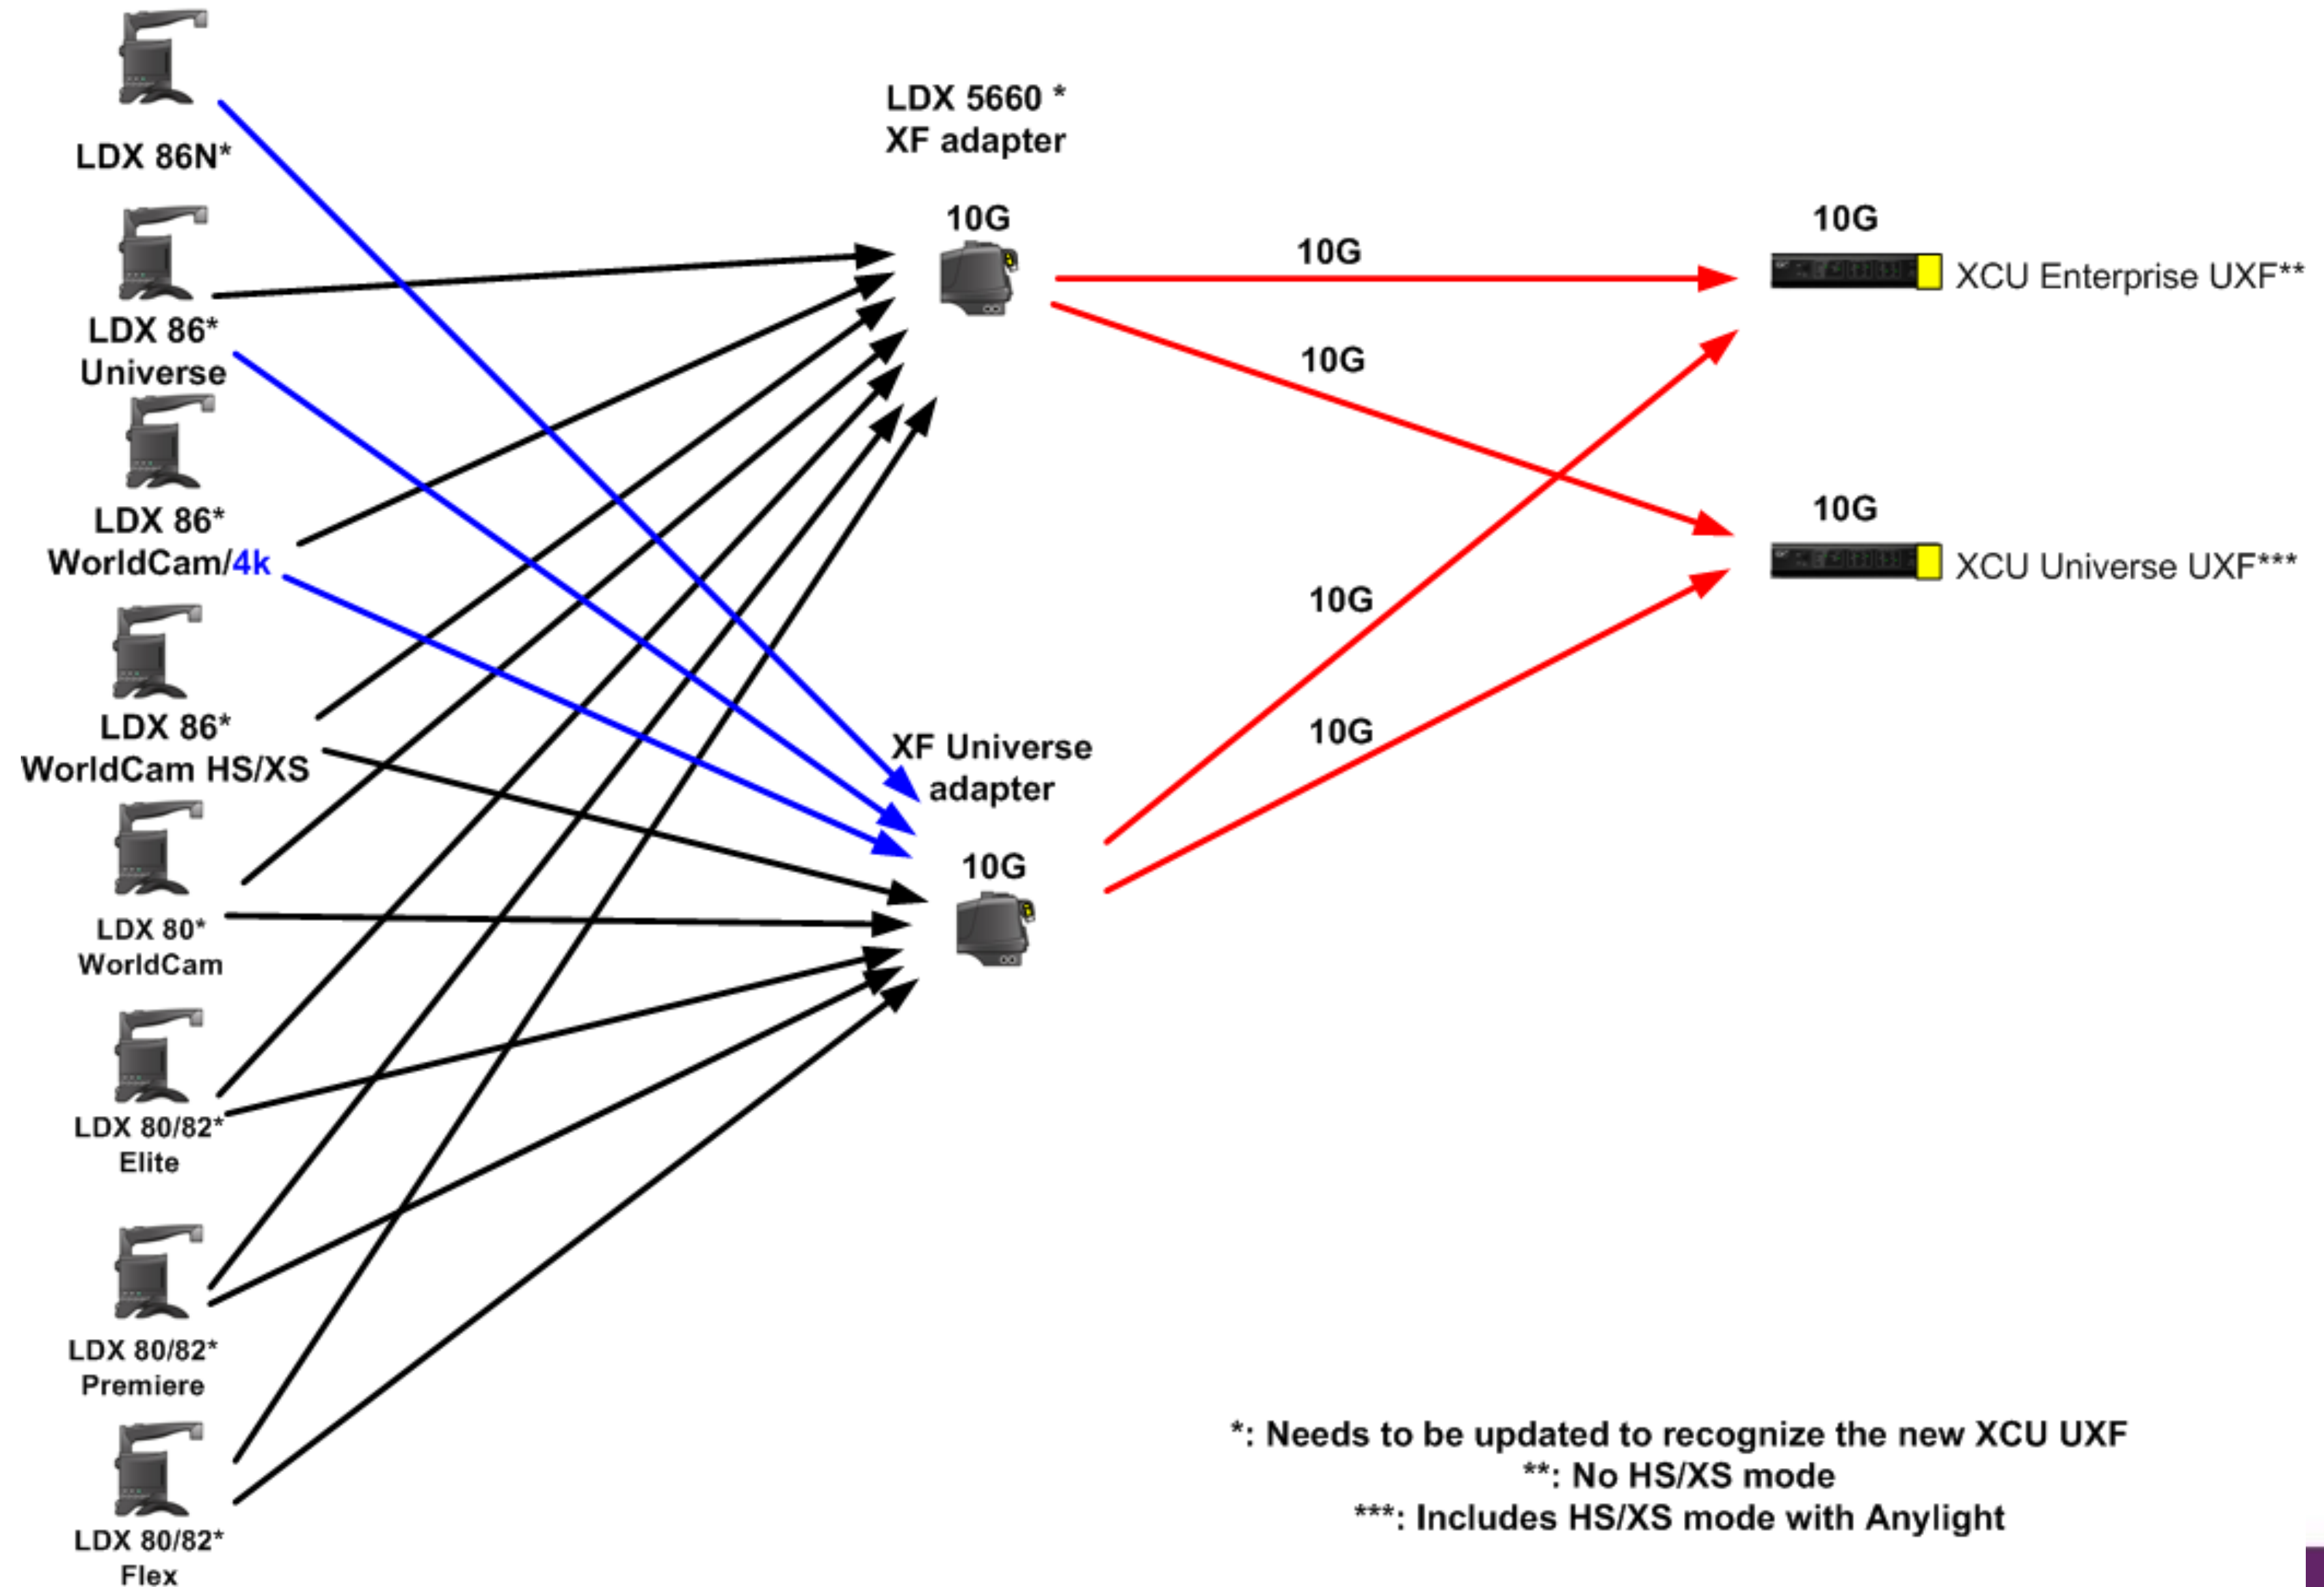 LDX 86N*
LDX 86*
Universe
LDX 86*
WorldCam/4k
LDX 86*
WorldCam HS/XS
LDX 80*
WorldCam
LDX 80/82*
Elite
LDX 80/82*
Premiere
LDX 80/82*
Flex
LDX 5660 *
XF adapter
10G
XF Universe
adapter
10G
10G
10G
10G
10G
10G
XCU Enterprise UXF**
10G
XCU Universe UXF***
*: Needs to be updated to recognize the new XCU UXF
**: No HS/XS mode
***: Includes HS/XS mode with Anylight